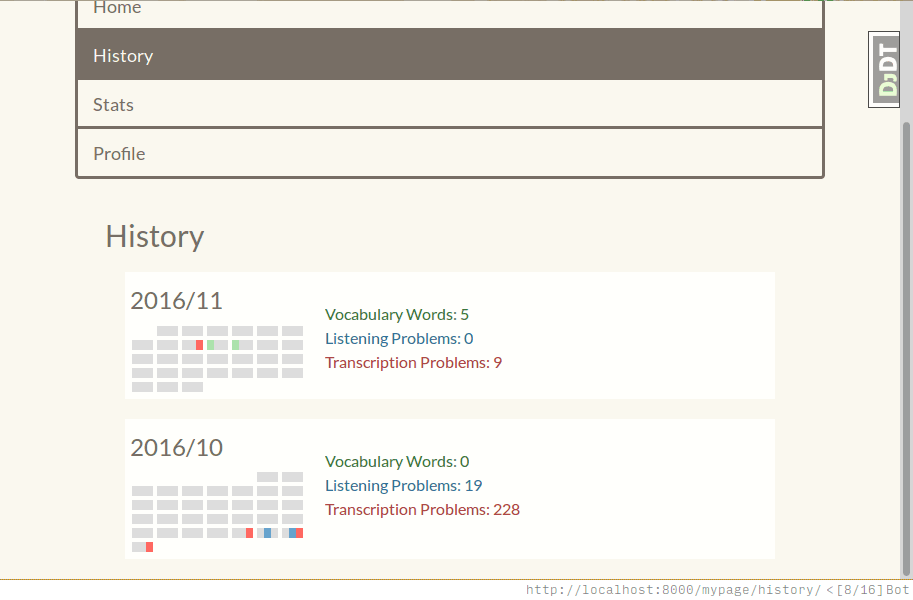 Home
History
Stats
Profile
DJDT
History
2016/11
Vocabulary Words: 5
Listening Problems: 0
Transcription Problems: 9
2016/10
Vocabulary Words: 0
Listening Problems: 19
Transcription Problems: 228
http://localhost:8000/mypage/history/ <[8/16]Bot